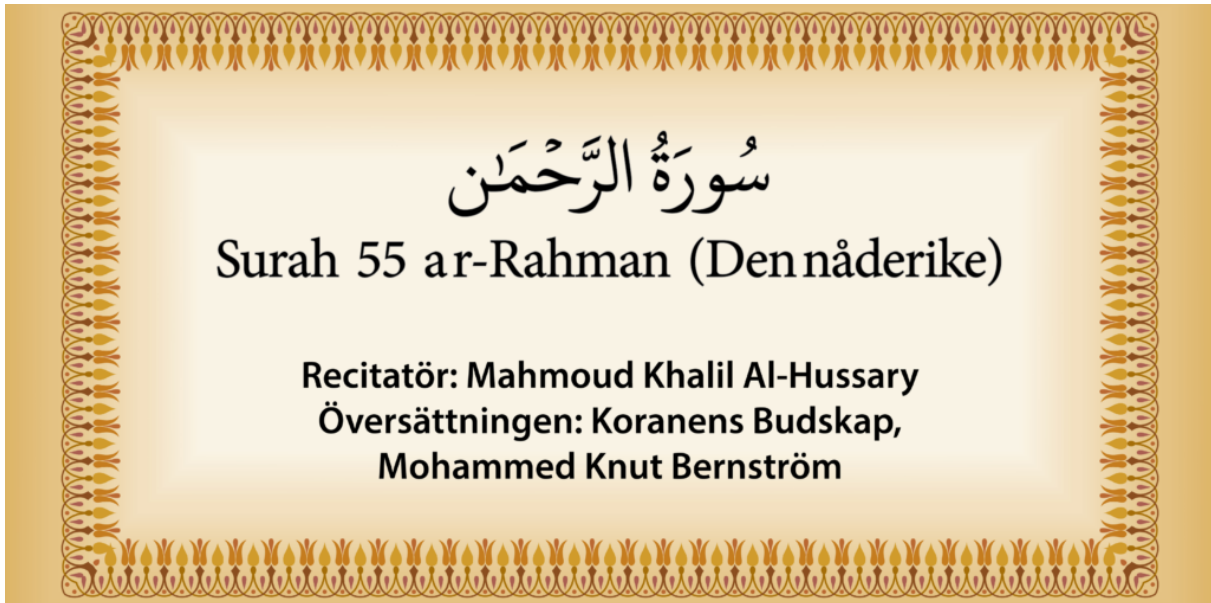 سُورَةُ الرَّحْمَٰن
Surah 55 ar-Rahman (Den nåderike)
Recitatör: Mahmoud Khalil Al-Hussary
Översättningen: Koranens Budskap,
Mohammed Knut Bernström